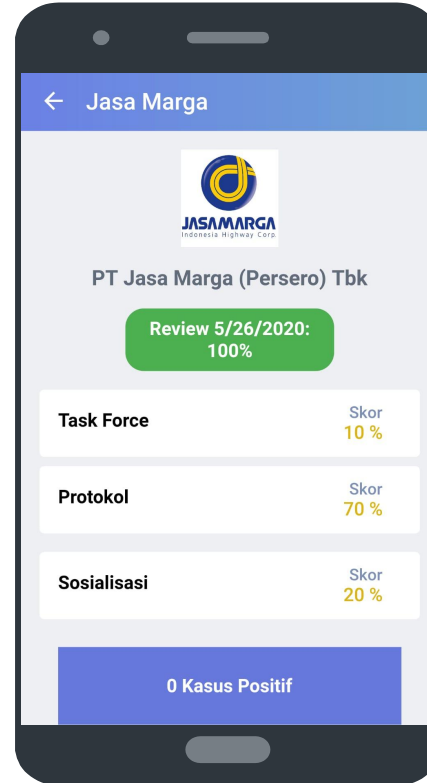 Jasa Marga
JASAMARGA
Indonesia Highway Corp.
PT Jasa Marga (Persero) Tbk
Review 5/26/2020:
100%
Task Force
Skor
10 %
Protokol
Skor
70 %
Sosialisasi
Skor
20 %
0 Kasus Positif